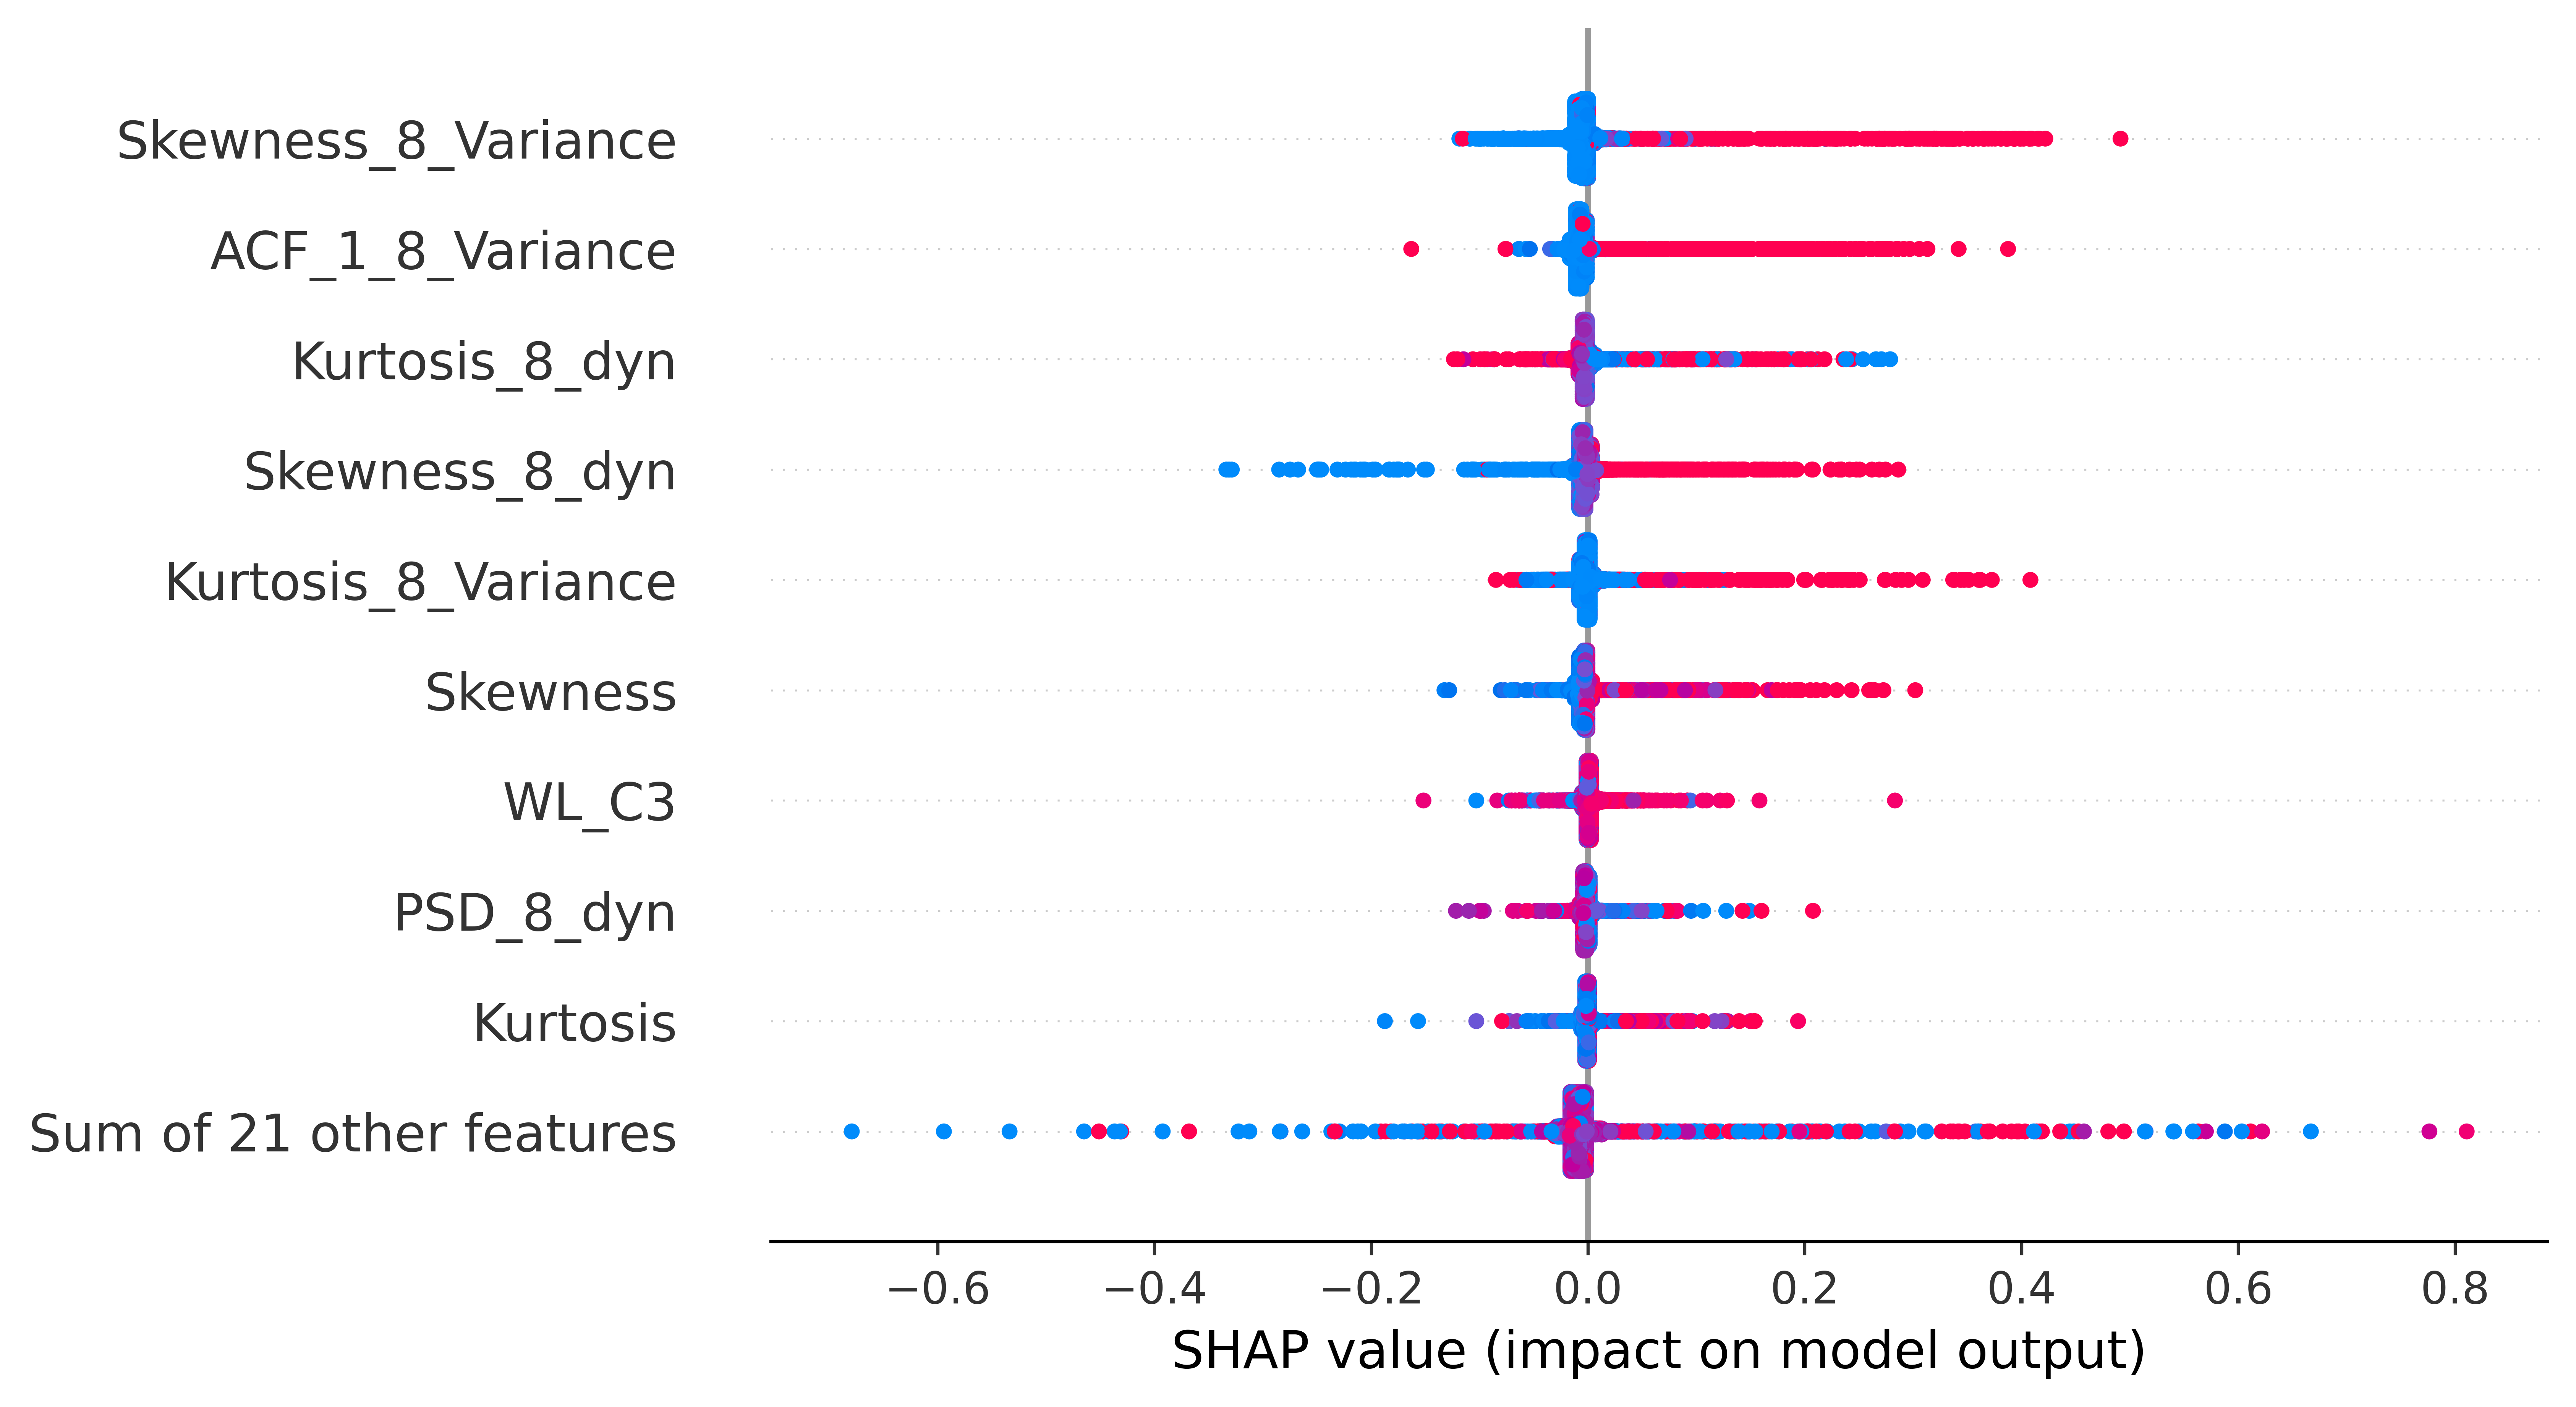 Skewness_8_Variance
ACF_1_8_Variance
Kurtosis_8_dyn
Skewness_8_dyn
Kurtosis_8_Variance
Skewness
WL_C3
PSD_8_dyn
Kurtosis
Sum of 21 other features
−0.6 −0.4 −0.2 0.0 0.2 0.4 0.6 0.8
SHAP value (impact on model output)